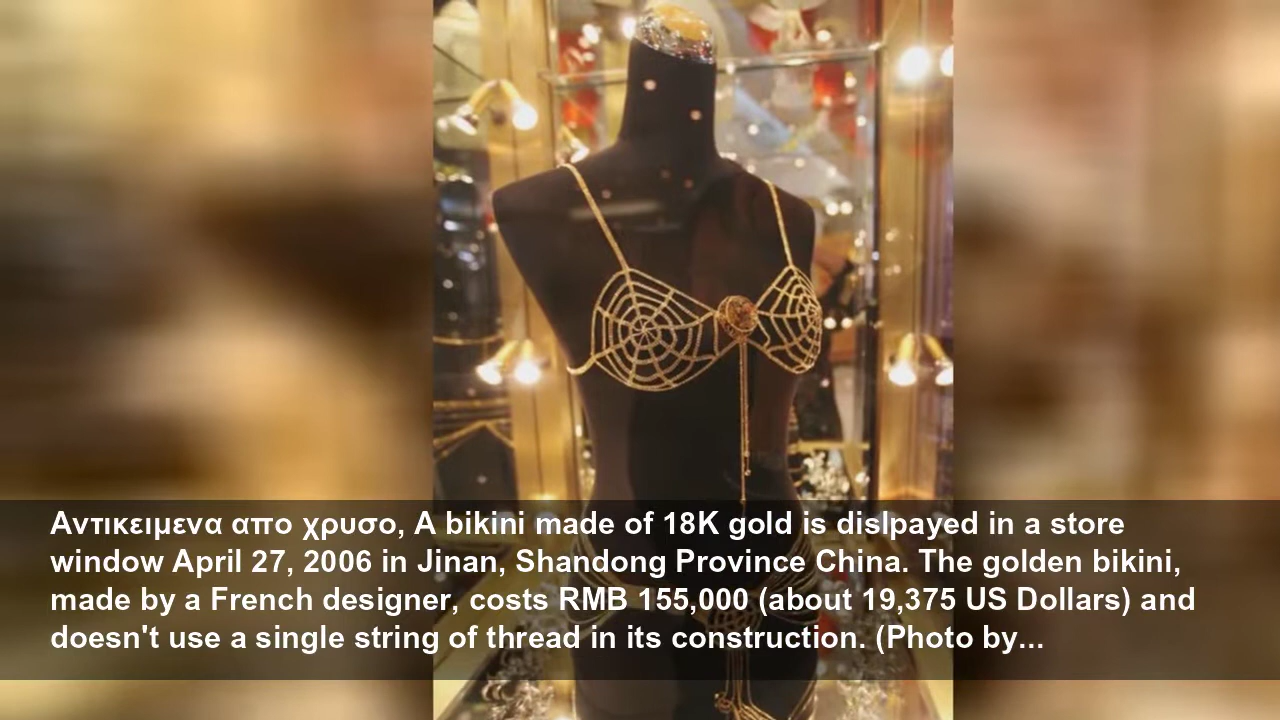 Αντικειμενα απο χρυσο, A bikini made of 18K gold is dislpayed in a store
window April 27, 2006 in Jinan, Shandong Province China. The golden bikini,
made by a French designer, costs RMB 155,000 (about 19,375 US Dollars) and
doesn't use a single string of thread in its construction. (Photo by...